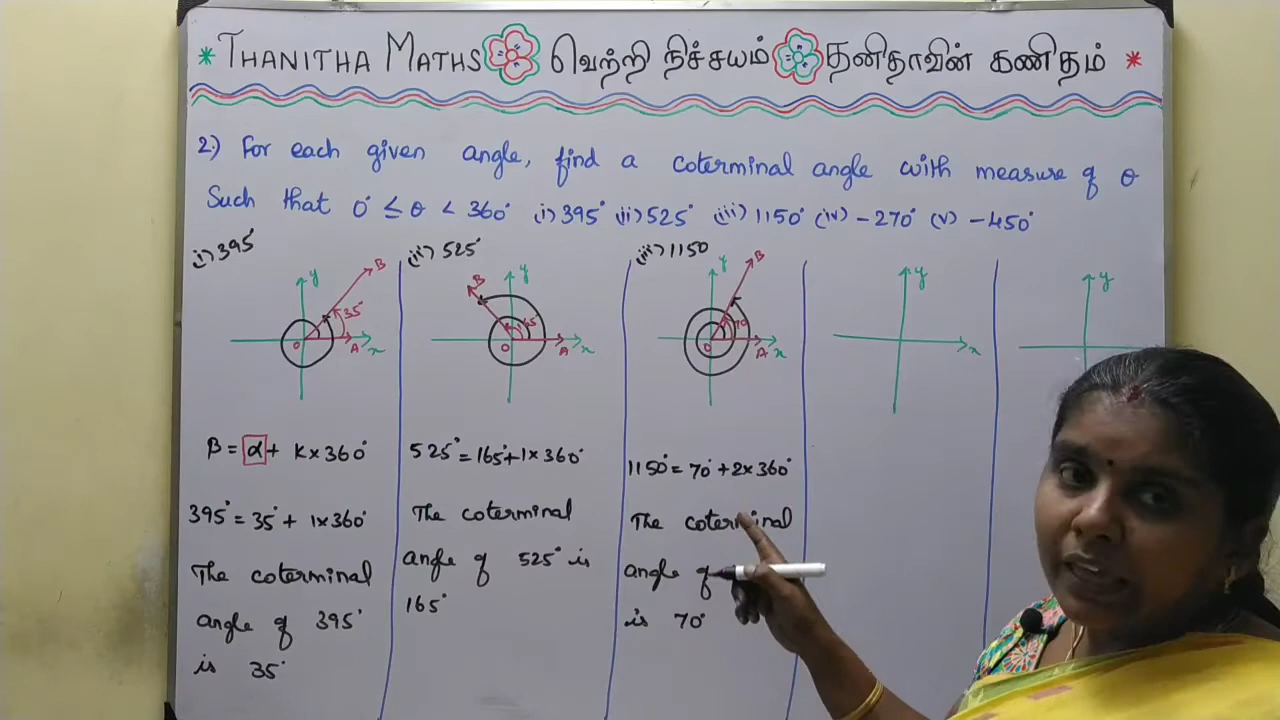 * THANITHA MATHS வெற்றி நிச்சயம் தனிதாவின் கணிதம் *
2) For each given angle, find a coterminal angle with measure of θ
Such that 0° ≤ θ < 360° (i) 395° (ii) 525° (iii) 1150° (iv) -270° (v) -450°
(i) 395°
y
B
35°
O
A
x
β = α + K×360°
395° = 35° + 1×360°
The coterminal
angle of 395°
is 35°
(ii) 525°
y
B
165°
O
A
x
525° = 165° + 1×360°
The coterminal
angle of 525° is
165°
(iii) 1150
y
B
70
O
A
x
1150° = 70° + 2×360°
The coterminal
angle of
is 70°
y
x
y
x